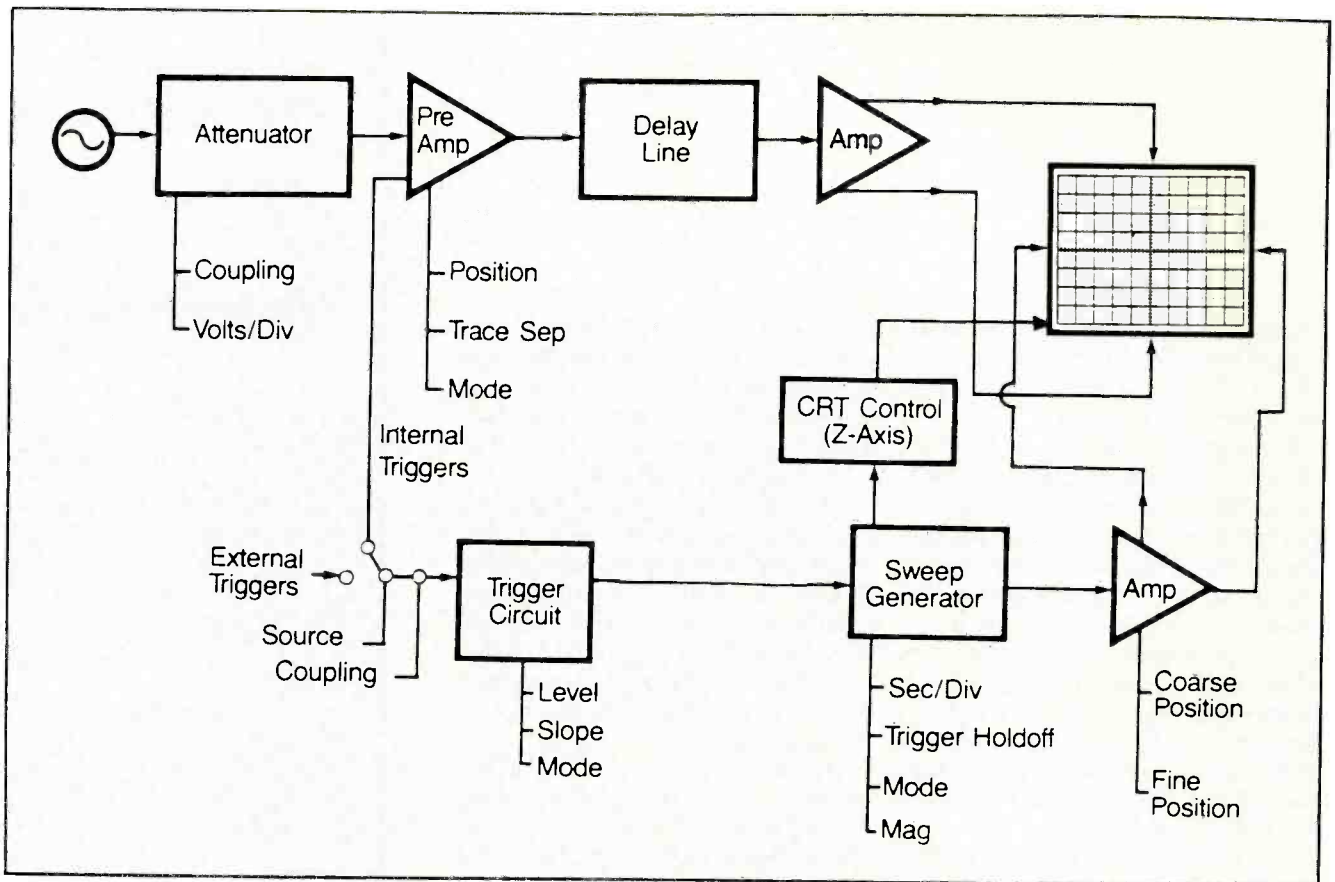 Attenuator
Pre
Amp
Delay
Line
Amp
Coupling
Volts/Div
Position
Trace Sep
Mode
CRT Control
(Z-Axis)
Internal
Triggers
External
Triggers
Source
Coupling
Trigger
Circuit
Level
Slope
Mode
Sweep
Generator
Sec/Div
Trigger Holdoff
Mode
Mag
Amp
Coarse
Position
Fine
Position